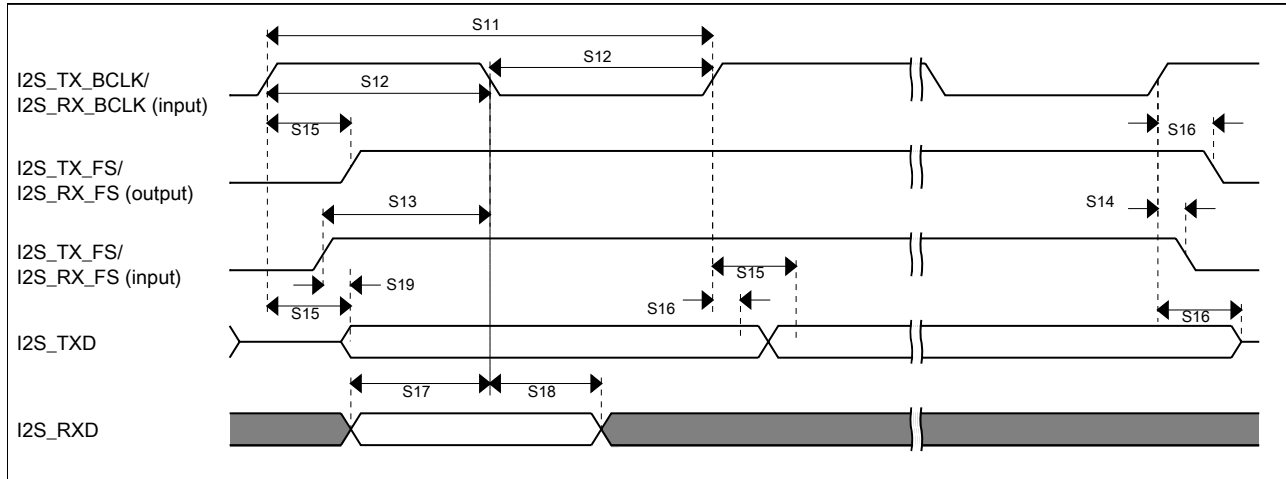 S11
S12
I2S_TX_BCLK/
I2S_RX_BCLK (input)
S12
S15
S16
I2S_TX_FS/
I2S_RX_FS (output)
S13
S14
I2S_TX_FS/
I2S_RX_FS (input)
S15
S19
S16
S15
S16
I2S_TXD
S17
S18
I2S_RXD